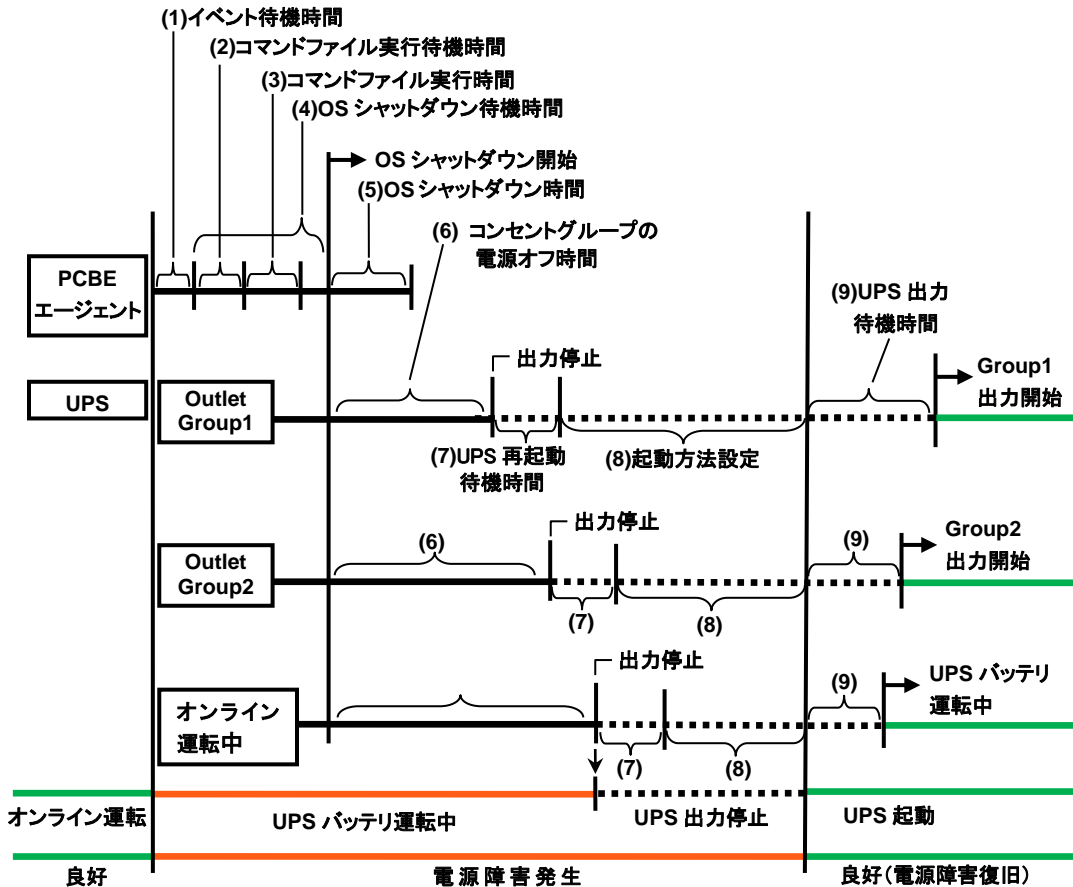 (1)イベント待機時間
(2)コマンドファイル実行待機時間
(3)コマンドファイル実行時間
(4)OS シャットダウン待機時間
OS シャットダウン開始
(5)OS シャットダウン時間
(6) コンセントグループの
電源オフ時間
PCBE
エージェント
(9)UPS 出力
待機時間
出力停止
Group1
出力開始
UPS
Outlet
Group1
(7)UPS 再起動
待機時間
(8)起動方法設定
出力停止
Group2
出力開始
(6)
(9)
Outlet
Group2
(7)
(8)
出力停止
UPS バッテリ
運転中
(9)
オンライン
運転中
(7)
(8)
オンライン運転
UPS バッテリ運転中
UPS 出力停止
UPS 起動
良好
電源障害発生
良好(電源障害復旧)